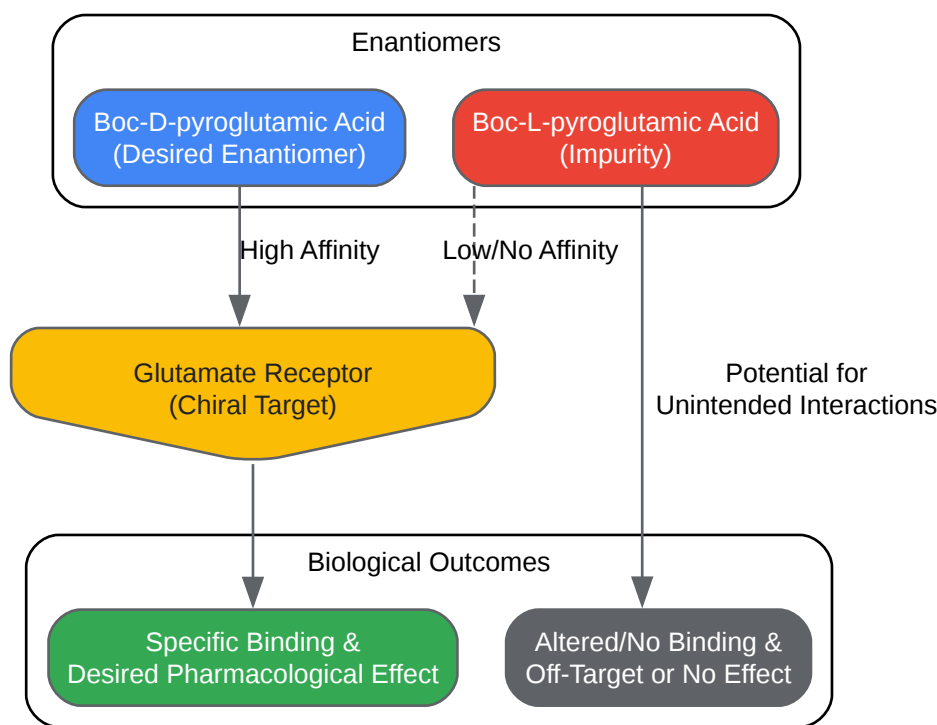 Enantiomers
Boc-D-pyroglutamic Acid
(Desired Enantiomer)
Boc-L-pyroglutamic Acid
(Impurity)
High Affinity
Low/No Affinity
Glutamate Receptor
(Chiral Target)
Potential for
Unintended Interactions
Biological Outcomes
Specific Binding &
Desired Pharmacological Effect
Altered/No Binding &
Off-Target or No Effect